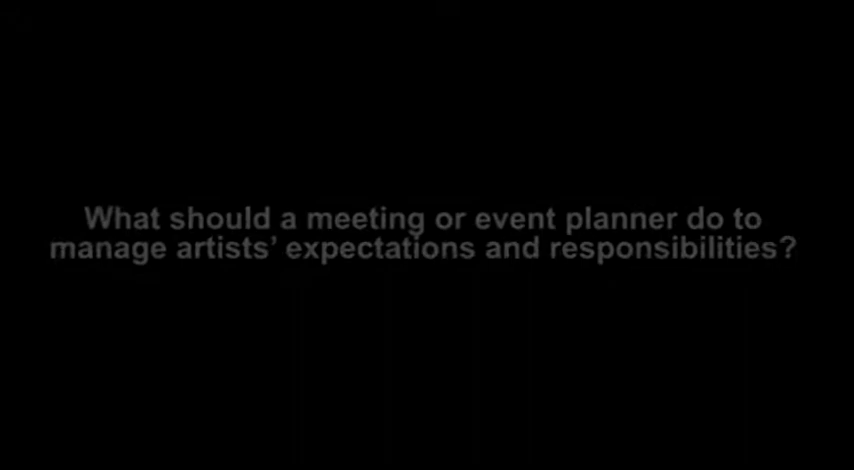 What should a meeting or event planner do to
manage artists’ expectations and responsibilities?